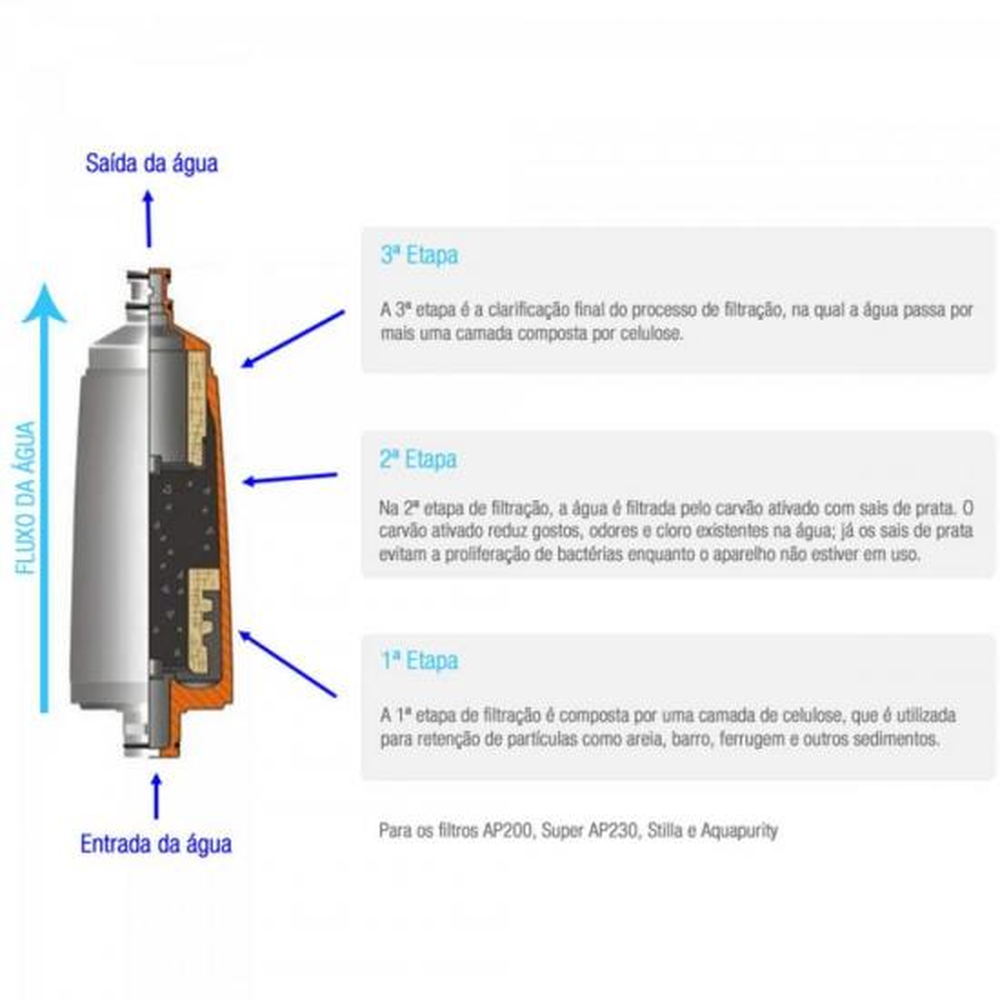 Saída da água
3ª Etapa
A 3ª etapa é a clarificação final do processo de filtração, na qual a água passa por
mais uma camada composta por celulose.
FLUXO DA ÁGUA
2ª Etapa
Na 2ª etapa de filtração, a água é filtrada pelo carvão ativado com sais de prata. O
carvão ativado reduz gostos, odores e cloro existentes na água; já os sais de prata
evitam a proliferação de bactérias enquanto o aparelho não estiver em uso.
1ª Etapa
A 1ª etapa de filtração é composta por uma camada de celulose, que é utilizada
para retenção de partículas como areia, barro, ferrugem e outros sedimentos.
Entrada da água
Para os filtros AP200, Super AP230, Stilla e Aquapurity